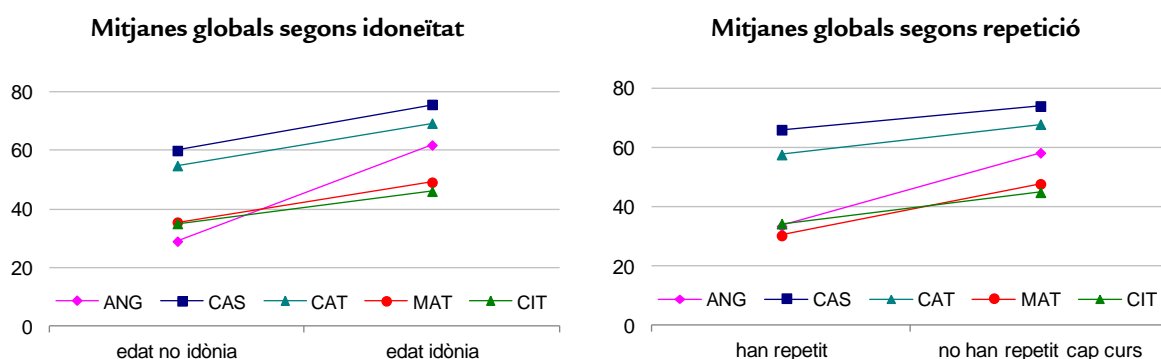 Mitjanes globals segons idoneïtat
80
60
40
20
0
ANG CAS CAT MAT CIT
edat no idònia edat idònia
Mitjanes globals segons repetició
80
60
40
20
0
ANG CAS CAT MAT CIT
han repetit no han repetit cap curs